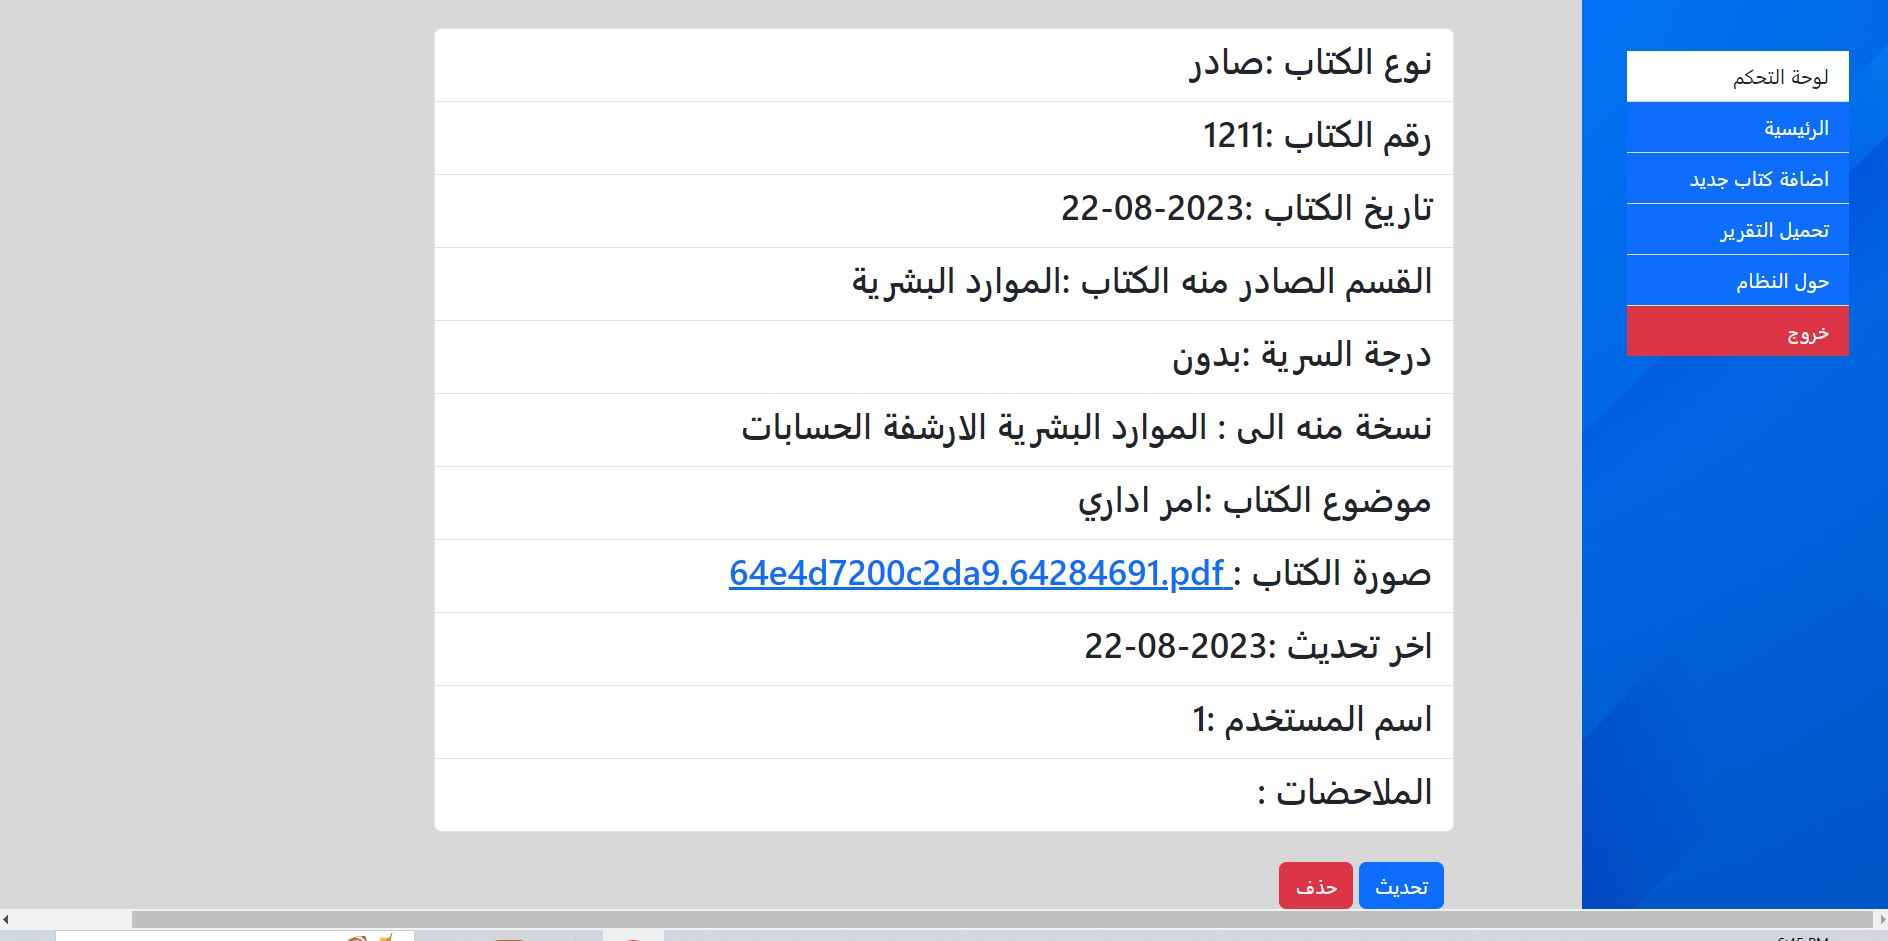 لوحة التحكم
الرئيسية
اضافة كتاب جديد
تحميل التقرير
حول النظام
خروج
نوع الكتاب :صادر
رقم الكتاب :1211
تاريخ الكتاب :2023-08-22
القسم الصادر منه الكتاب :الموارد البشرية
درجة السرية :بدون
نسخة منه الى : الموارد البشرية الارشفة الحسابات
موضوع الكتاب :امر اداري
صورة الكتاب : 64e4d7200c2da9.64284691.pdf
اخر تحديث :2023-08-22
اسم المستخدم :1
الملاحضات :
تحديث
حذف